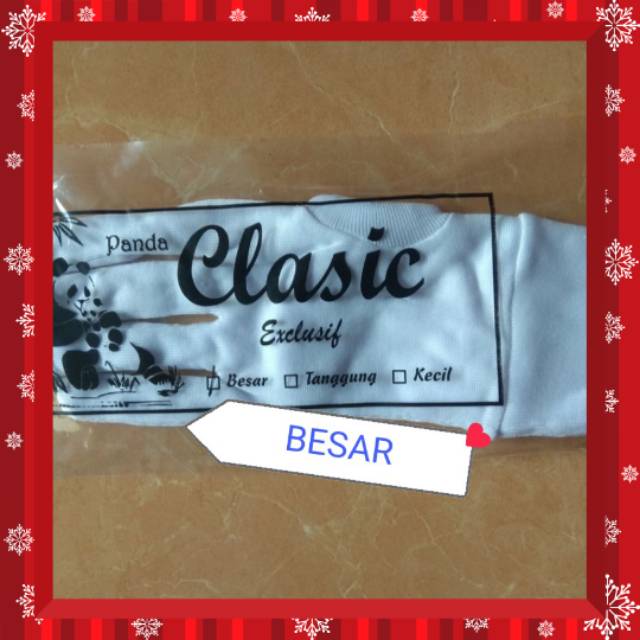 Panda
Clasic
Exclusif
Besar Tanggung Kecil
BESAR